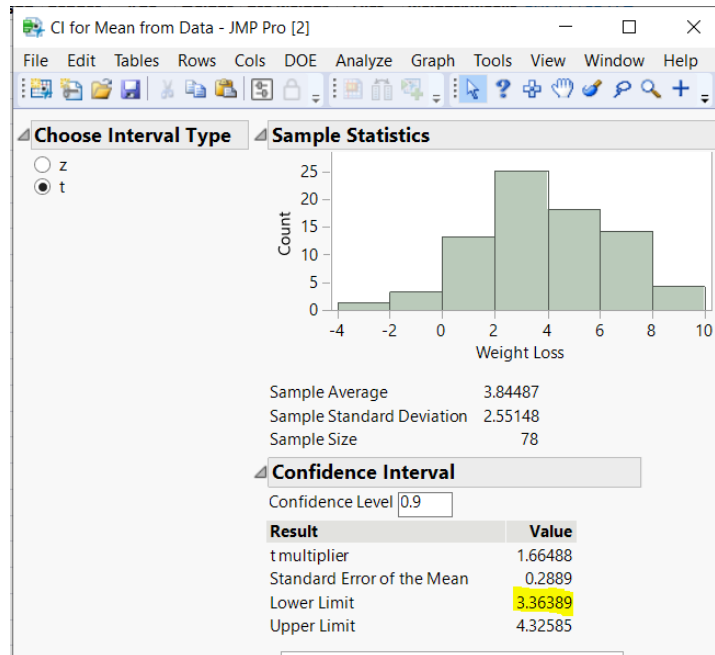 CI for Mean from Data - JMP Pro [2]
File Edit Tables Rows Cols DOE Analyze Graph Tools View Window Help
Choose Interval Type
z
t
Sample Statistics
25
20
15
10
5
0
Count
-4 -2 0 2 4 6 8 10
Weight Loss
Sample Average 3.84487
Sample Standard Deviation 2.55148
Sample Size 78
Confidence Interval
Confidence Level 0.9
Result Value
t multiplier 1.66488
Standard Error of the Mean 0.2889
Lower Limit 3.36389
Upper Limit 4.32585